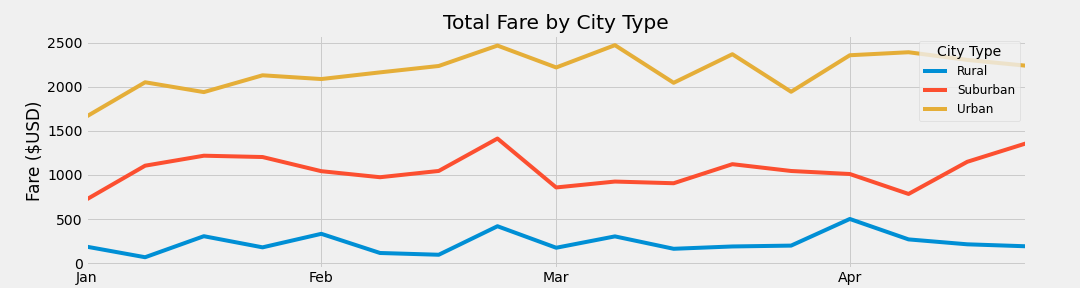 Total Fare by City Type
Fare ($USD)
2500
2000
1500
1000
500
0
Jan
Feb
Mar
Apr
City Type
Rural
Suburban
Urban